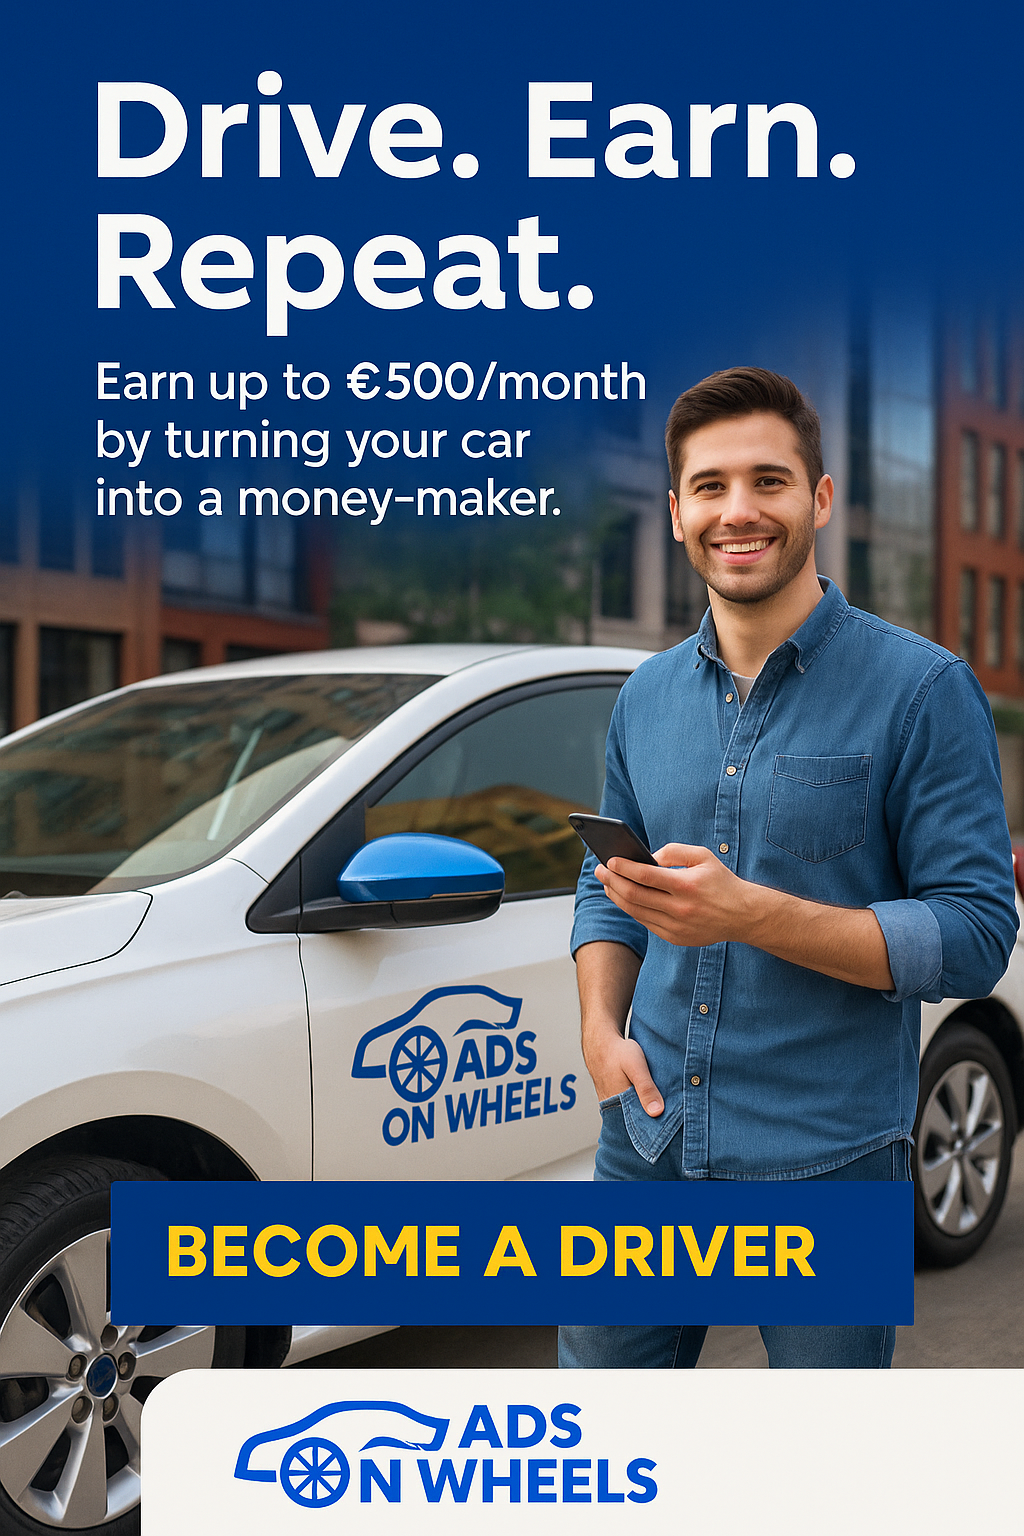 Drive. Earn.
Repeat.
Earn up to €500/month
by turning your car
into a money-maker.
ADS
ON WHEELS
BECOME A DRIVER
ADS
ON WHEELS